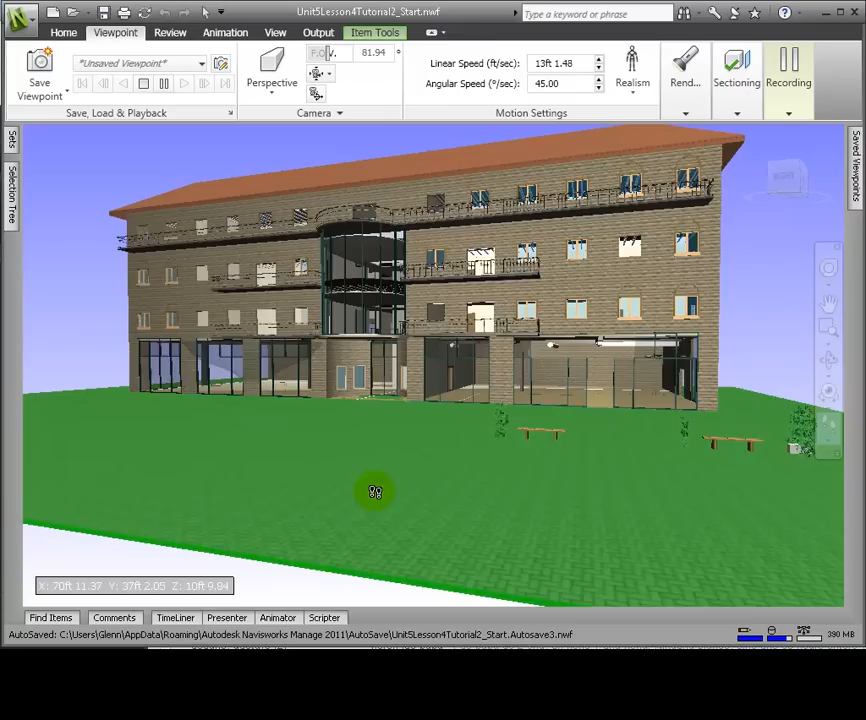 Unit5Lesson4Tutorial2_Start.nwf
Type a keyword or phrase
Home Viewpoint Review Animation View Output Item Tools
Save Viewpoint
*Unsaved Viewpoint*
Perspective
F.O.V. 81.94
Linear Speed (ft/sec): 13ft 1.48
Angular Speed (°/sec): 45.00
Realism
Rend...
Sectioning
Recording
Save, Load & Playback
Camera
Motion Settings
Sets
Selection Tree
Saved Viewpoints
X: 70ft 11.37 Y: 37ft 2.05 Z: 10ft 9.84
Find Items Comments TimeLiner Presenter Animator Scripter
AutoSaved: C:\Users\Glenn\AppData\Roaming\Autodesk Navisworks Manage 2011\AutoSave\Unit5Lesson4Tutorial2_Start.Autosave3.nwf
390 MB